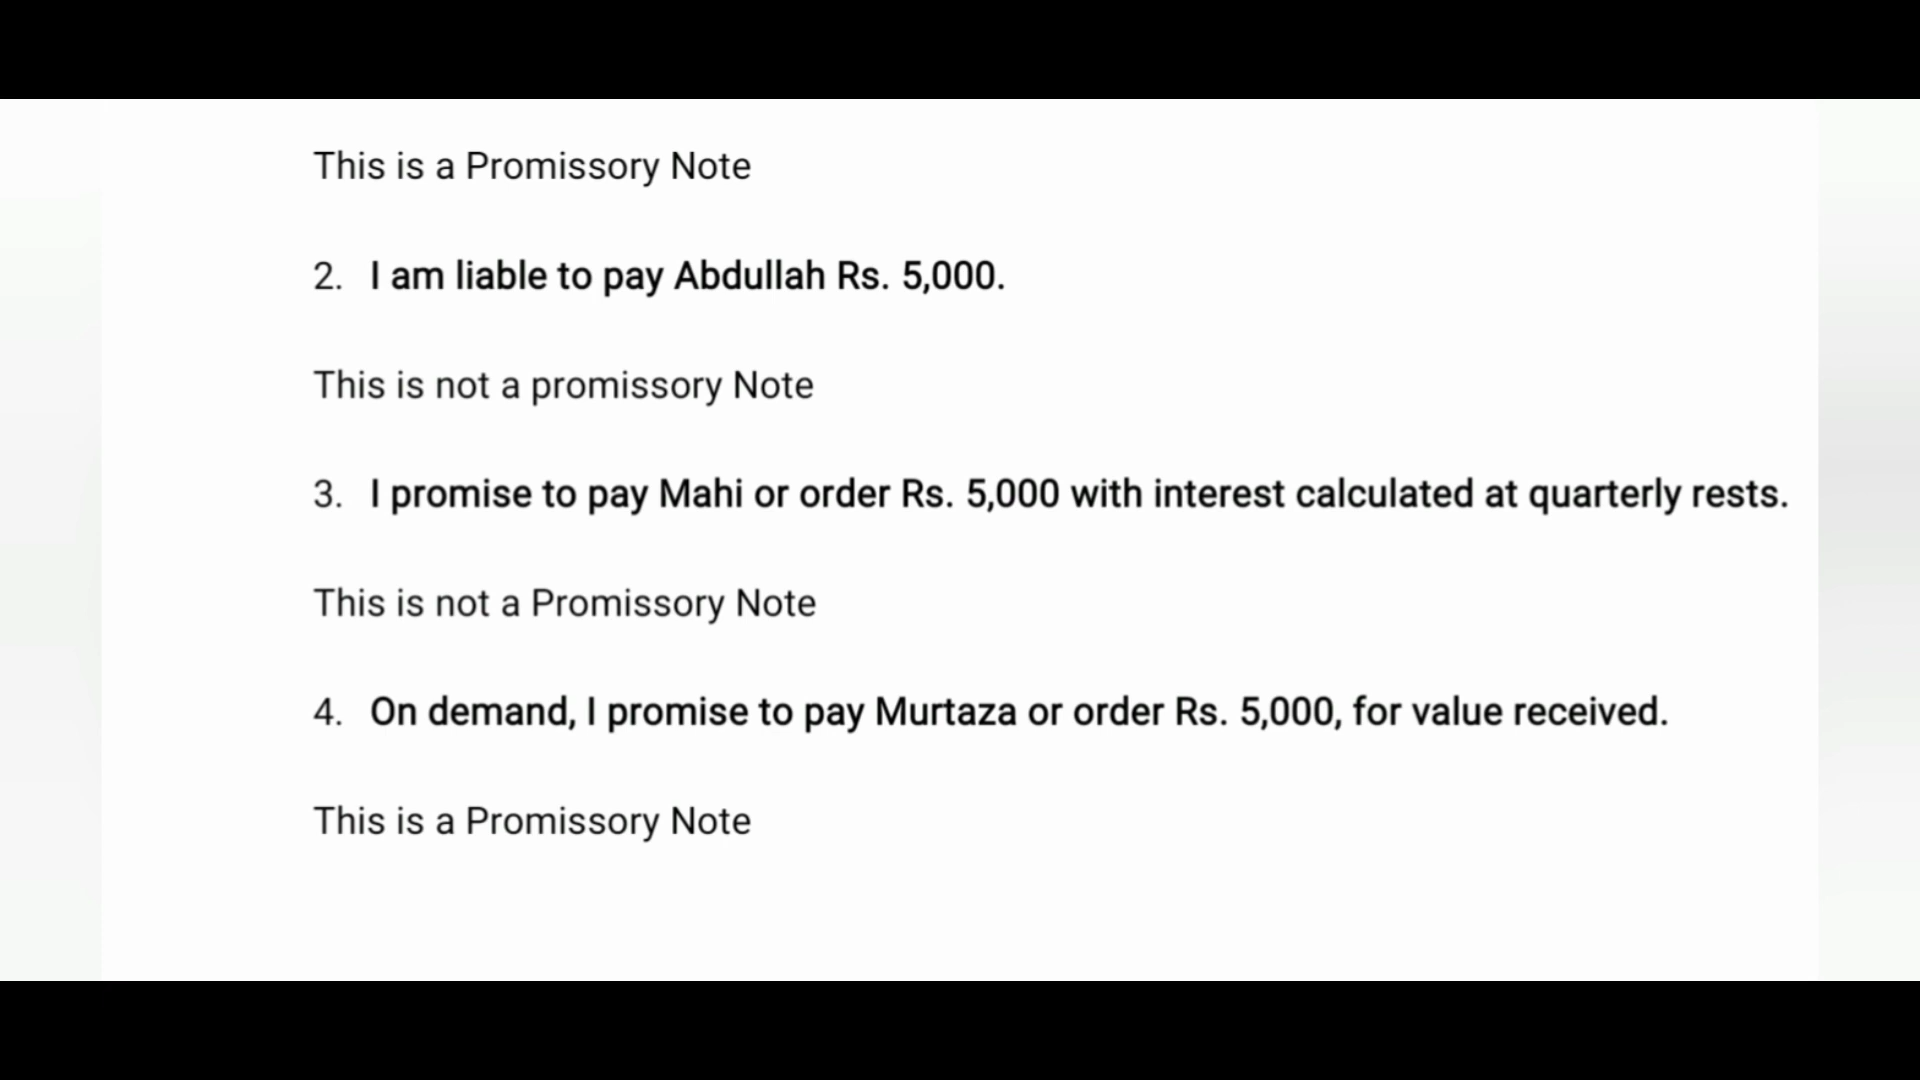 This is a Promissory Note
2. I am liable to pay Abdullah Rs. 5,000.
This is not a promissory Note
3. I promise to pay Mahi or order Rs. 5,000 with interest calculated at quarterly rests.
This is not a Promissory Note
4. On demand, I promise to pay Murtaza or order Rs. 5,000, for value received.
This is a Promissory Note